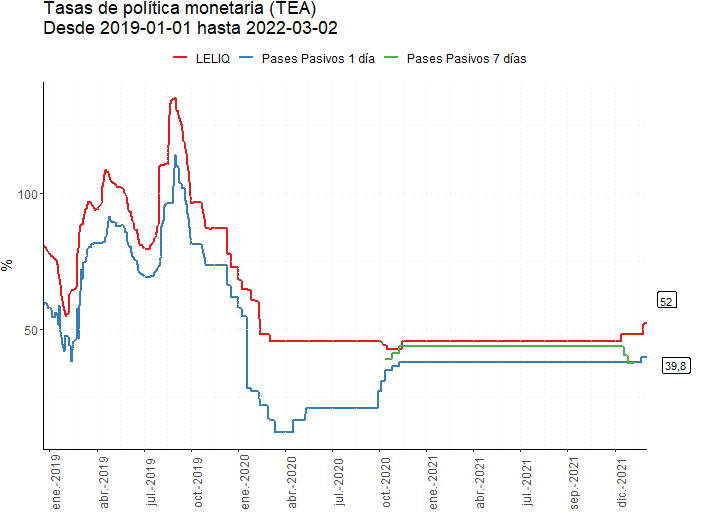 Tasas de política monetaria (TEA)
Desde 2019-01-01 hasta 2022-03-02
LELIQ Pases Pasivos 1 día Pases Pasivos 7 días
%
100
50
52
39,8
ene.-2019
abr.-2019
jul.-2019
oct.-2019
ene.-2020
abr.-2020
jul.-2020
oct.-2020
ene.-2021
abr.-2021
jun.-2021
sep.-2021
dic.-2021